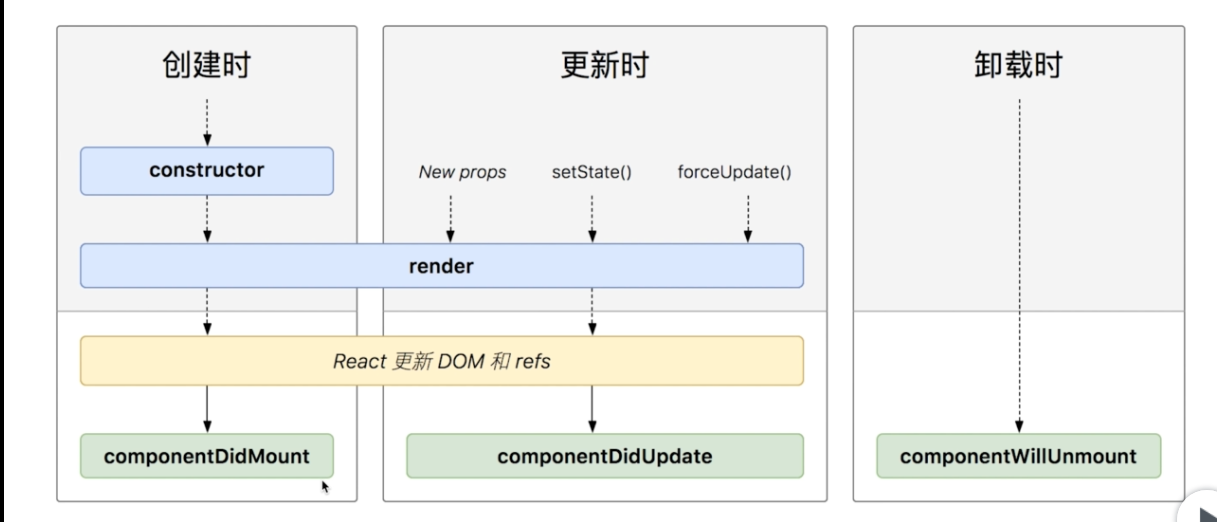 创建时
更新时
卸载时
constructor
New props
setState()
forceUpdate()
render
React 更新 DOM 和 refs
componentDidMount
componentDidUpdate
componentWillUnmount